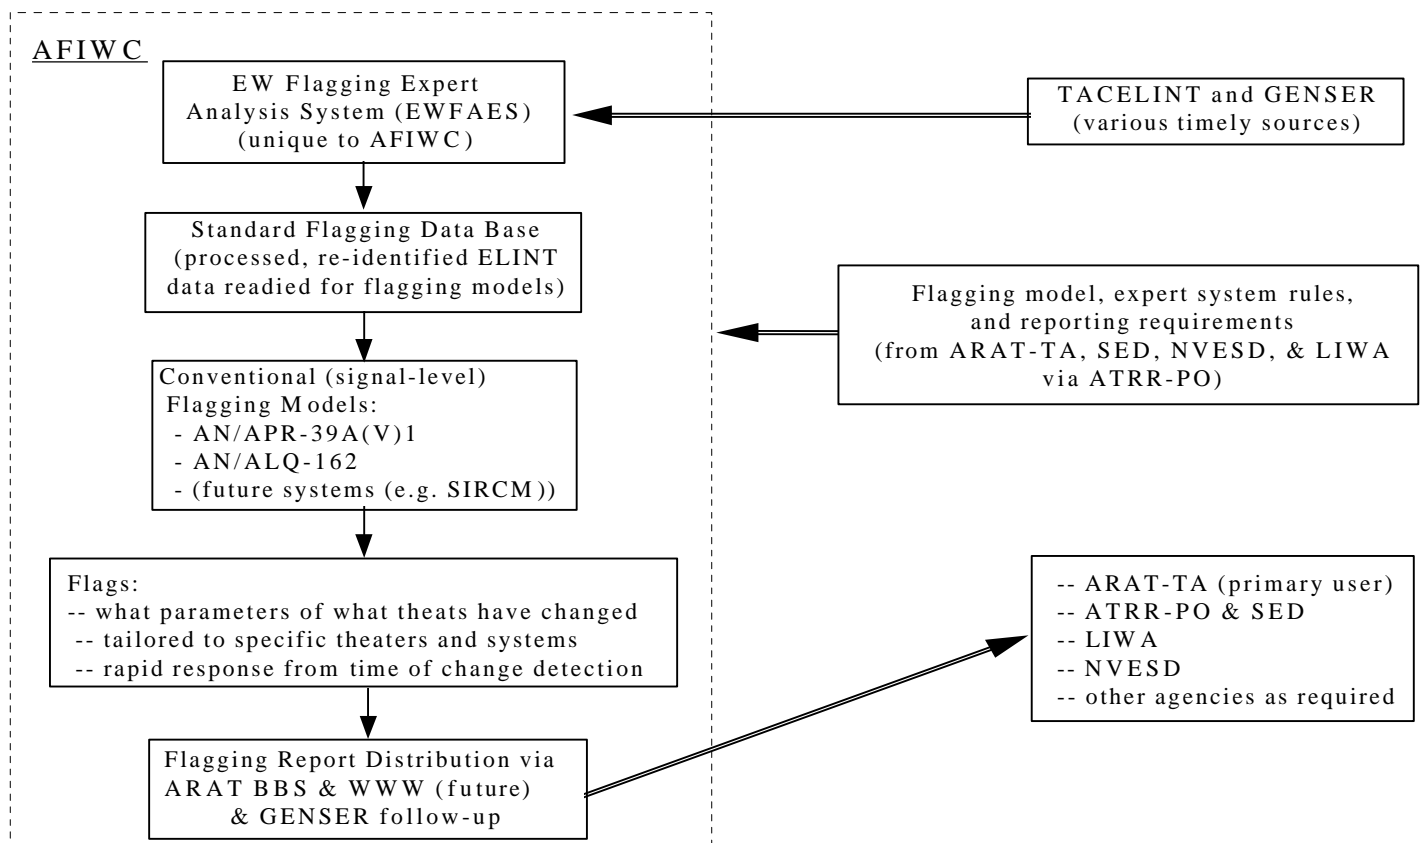 AFIWC
EW Flagging Expert
Analysis System (EWFAES)
(unique to AFIWC)
TACELINT and GENSER
(various timely sources)
Standard Flagging Data Base
(processed, re-identified ELINT
data readied for flagging models)
Flagging model, expert system rules,
and reporting requirements
(from ARAT-TA, SED, NVESD, & LIWA
via ATRR-PO)
Conventional (signal-level)
Flagging Models:
- AN/APR-39A(V)1
- AN/ALQ-162
- (future systems (e.g. SIRCM))
Flags:
-- what parameters of what theats have changed
-- tailored to specific theaters and systems
-- rapid response from time of change detection
-- ARAT-TA (primary user)
-- ATRR-PO & SED
-- LIWA
-- NVESD
-- other agencies as required
Flagging Report Distribution via
ARAT BBS & WWW (future)
& GENSER follow-up